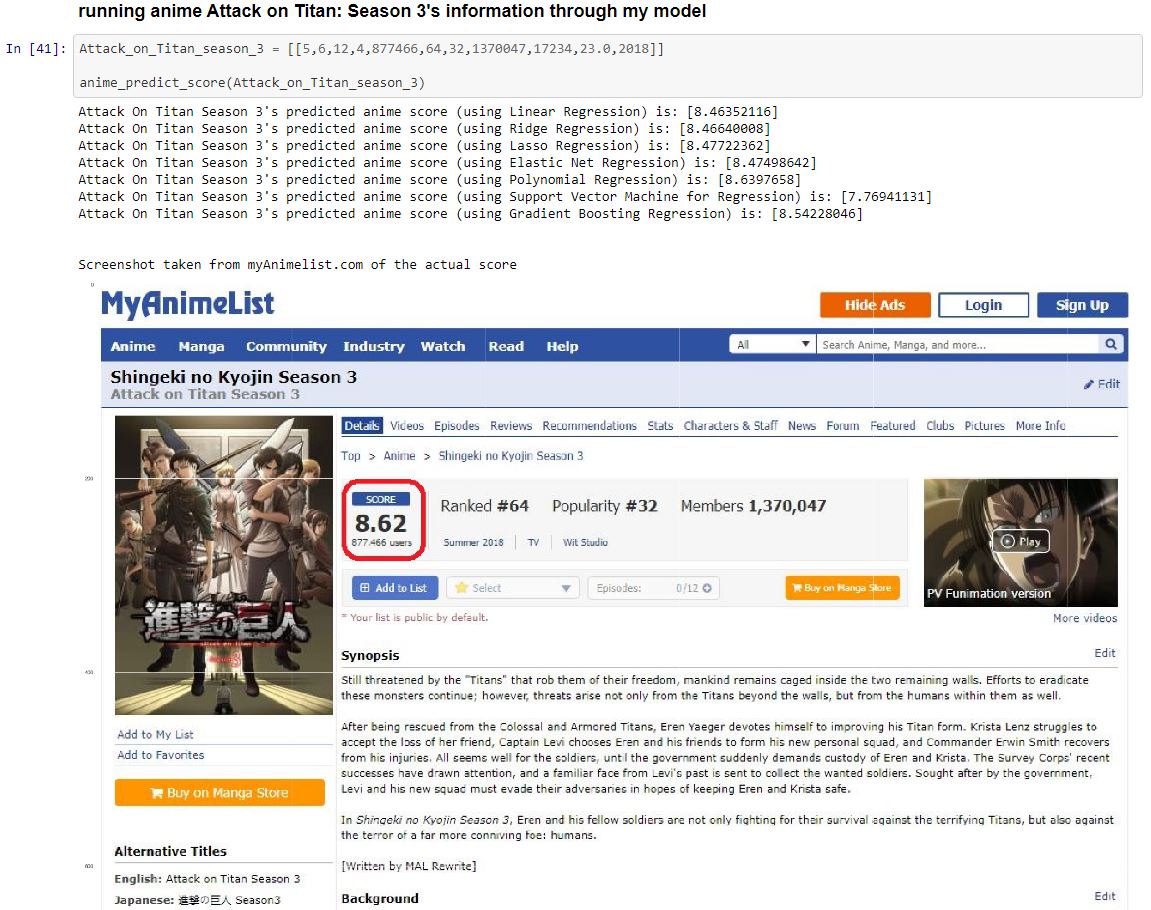 running anime Attack on Titan: Season 3's information through my model
In [41]:
Attack_on_Titan_season_3 = [[5,6,12,4,877466,64,32,1370047,17234,23.0,2018]]
anime_predict_score(Attack_on_Titan_season_3)
Attack On Titan Season 3's predicted anime score (using Linear Regression) is: [8.46352116]
Attack On Titan Season 3's predicted anime score (using Ridge Regression) is: [8.46640008]
Attack On Titan Season 3's predicted anime score (using Lasso Regression) is: [8.47722362]
Attack On Titan Season 3's predicted anime score (using Elastic Net Regression) is: [8.47498642]
Attack On Titan Season 3's predicted anime score (using Polynomial Regression) is: [8.6397658]
Attack On Titan Season 3's predicted anime score (using Support Vector Machine for Regression) is: [7.76941131]
Attack On Titan Season 3's predicted anime score (using Gradient Boosting Regression) is: [8.54228046]
Screenshot taken from myAnimelist.com of the actual score
0
MyAnimeList
Hide Ads Login Sign Up
Anime Manga Community Industry Watch Read Help All Search Anime, Manga, and more...
Shingeki no Kyojin Season 3
Attack on Titan Season 3
Edit
Details Videos Episodes Reviews Recommendations Stats Characters & Staff News Forum Featured Clubs Pictures More Info
Top > Anime > Shingeki no Kyojin Season 3
200
SCORE
8.62
877,466 users
Ranked #64 Popularity #32 Members 1,370,047
Summer 2018 TV Wit Studio
Play
PV Funimation version
More videos
Add to List Select Episodes: 0/12 Buy on Manga Store
* Your list is public by default.
進撃の巨人
attack on titan
400
Synopsis
Edit
Still threatened by the "Titans" that rob them of their freedom, mankind remains caged inside the two remaining walls. Efforts to eradicate
these monsters continue; however, threats arise not only from the Titans beyond the walls, but from the humans within them as well.
After being rescued from the Colossal and Armored Titans, Eren Yaeger devotes himself to improving his Titan form. Krista Lenz struggles to
accept the loss of her friend, Captain Levi chooses Eren and his friends to form his new personal squad, and Commander Erwin Smith recovers
from his injuries. All seems well for the soldiers, until the government suddenly demands custody of Eren and Krista. The Survey Corps' recent
successes have drawn attention, and a familiar face from Levi's past is sent to collect the wanted soldiers. Sought after by the government,
Levi and his new squad must evade their adversaries in hopes of keeping Eren and Krista safe.
In Shingeki no Kyojin Season 3, Eren and his fellow soldiers are not only fighting for their survival against the terrifying Titans, but also against
the terror of a far more conniving foe: humans.
[Written by MAL Rewrite]
Background
Edit
Add to My List
Add to Favorites
Buy on Manga Store
Alternative Titles
600
English: Attack on Titan Season 3
Japanese: 進撃の巨人 Season3